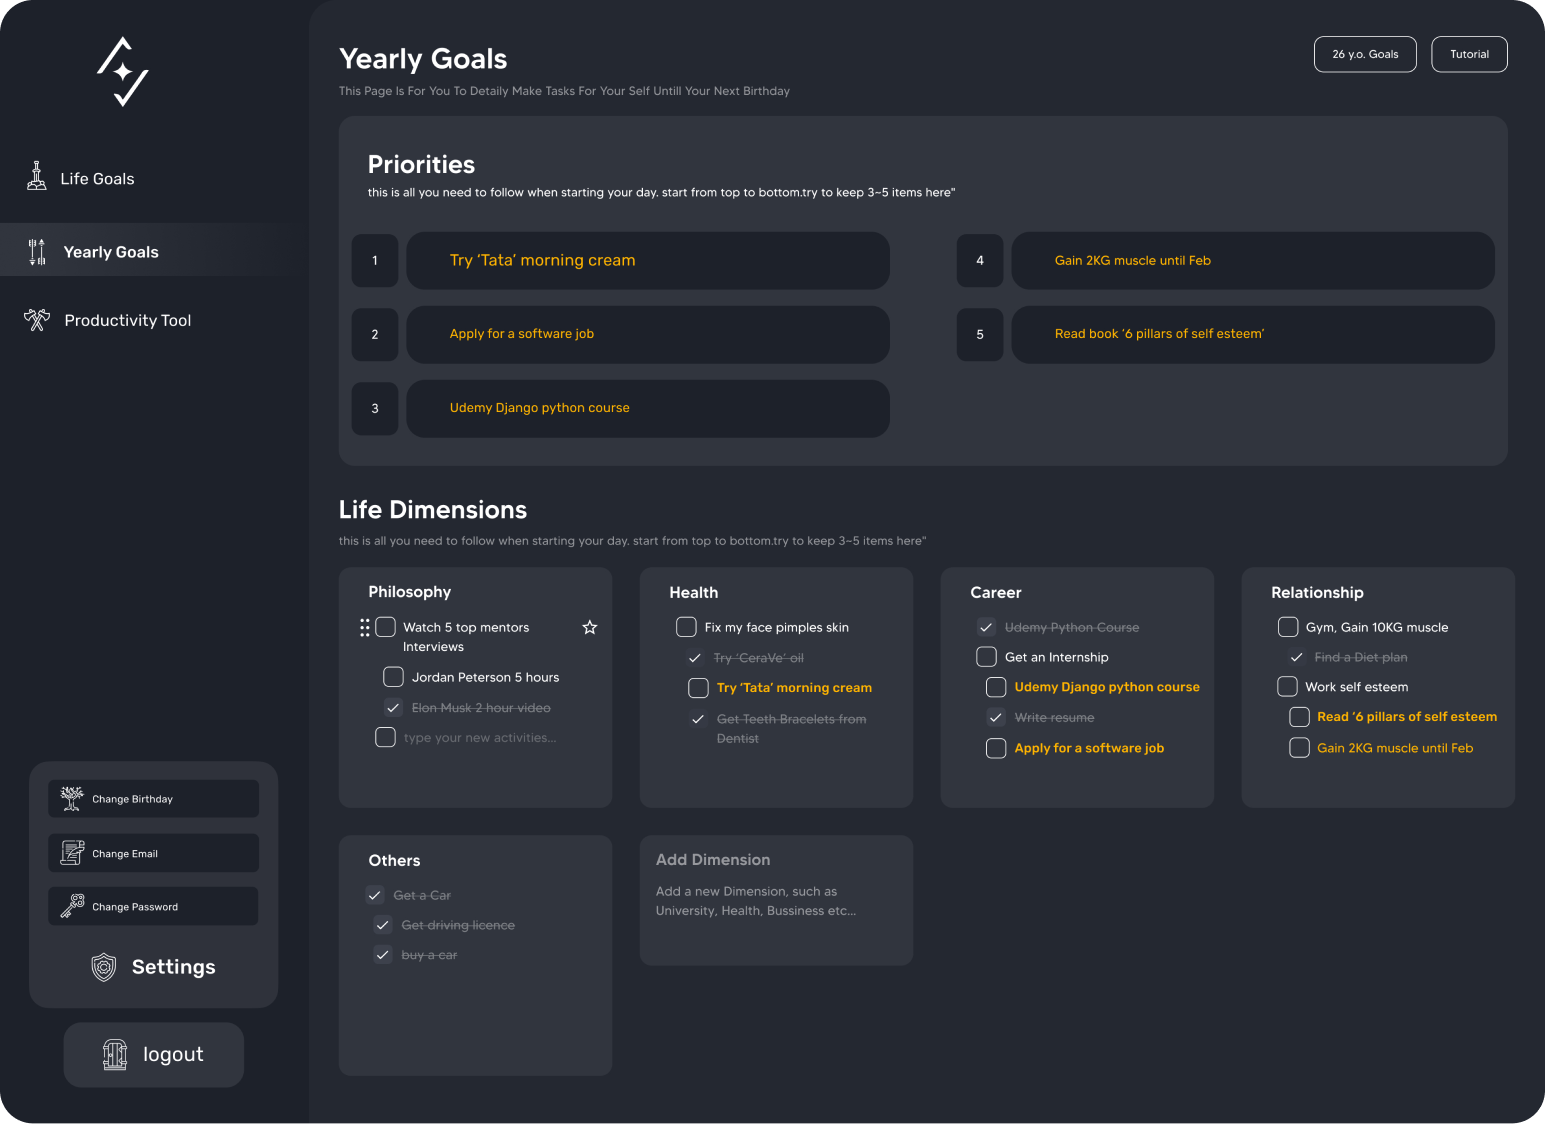 Life Goals
Yearly Goals
Productivity Tool
Change Birthday
Change Email
Change Password
Settings
logout
Yearly Goals
This Page Is For You To Detaily Make Tasks For Your Self Untill Your Next Birthday
26 y.o. Goals
Tutorial
Priorities
this is all you need to follow when starting your day. start from top to bottom.try to keep 3~5 items here"
1
Try ‘Tata’ morning cream
2
Apply for a software job
3
Udemy Django python course
4
Gain 2KG muscle until Feb
5
Read book ‘6 pillars of self esteem’
Life Dimensions
this is all you need to follow when starting your day. start from top to bottom.try to keep 3~5 items here"
Philosophy
Watch 5 top mentors
Interviews
Jordan Peterson 5 hours
Elon Musk 2 hour video
type your new activities...
Health
Fix my face pimples skin
Try ‘CeraVe’ oil
Try ‘Tata’ morning cream
Get Teeth Bracelets from
Dentist
Career
Udemy Python Course
Get an Internship
Udemy Django python course
Write resume
Apply for a software job
Relationship
Gym, Gain 10KG muscle
Find a Diet plan
Work self esteem
Read ‘6 pillars of self esteem
Gain 2KG muscle until Feb
Others
Get a Car
Get driving licence
buy a car
Add Dimension
Add a new Dimension, such as
University, Health, Bussiness etc...